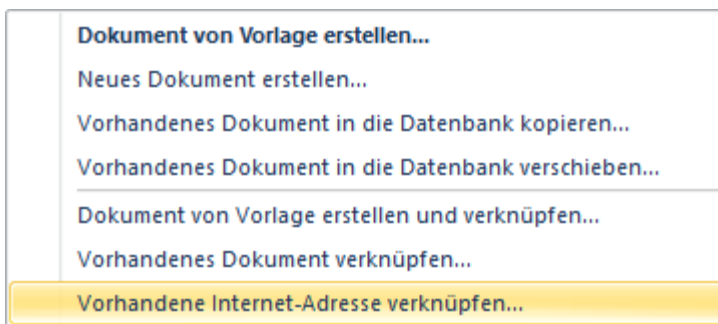 Dokument von Vorlage erstellen...
Neues Dokument erstellen...
Vorhandenes Dokument in die Datenbank kopieren...
Vorhandenes Dokument in die Datenbank verschieben...
Dokument von Vorlage erstellen und verknüpfen...
Vorhandenes Dokument verknüpfen...
Vorhandene Internet-Adresse verknüpfen...